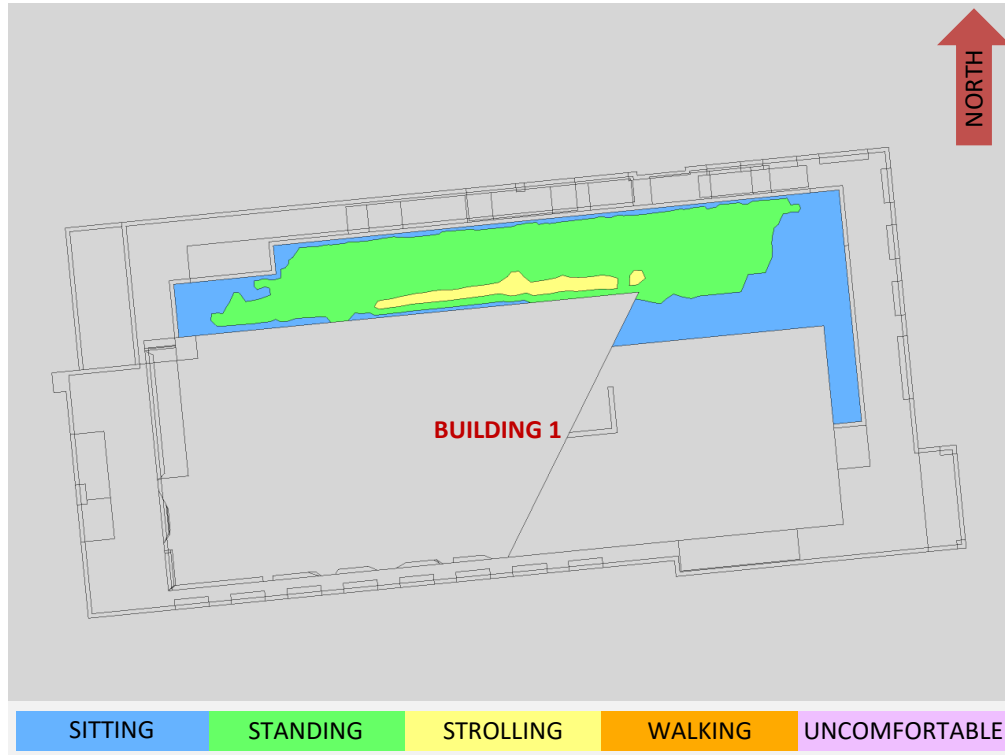 NORTH
BUILDING 1
SITTING
STANDING
STROLLING
WALKING
UNCOMFORTABLE